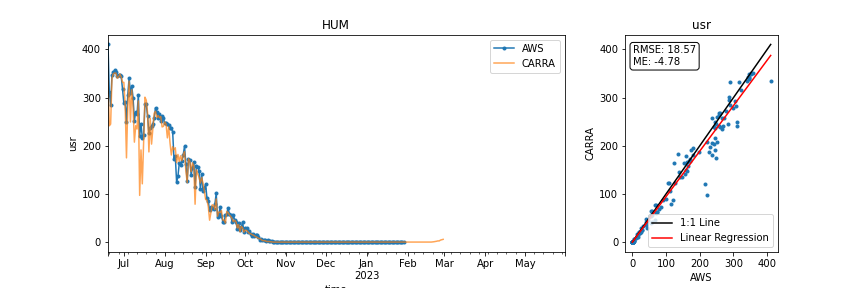 HUM
usr
400
300
200
100
0
usr
AWS
CARRA
Jul Aug Sep Oct Nov Dec Jan Feb Mar Apr May
2023
time
usr
400
300
200
100
0
CARRA
RMSE: 18.57
ME: -4.78
1:1 Line
Linear Regression
0 100 200 300 400
AWS